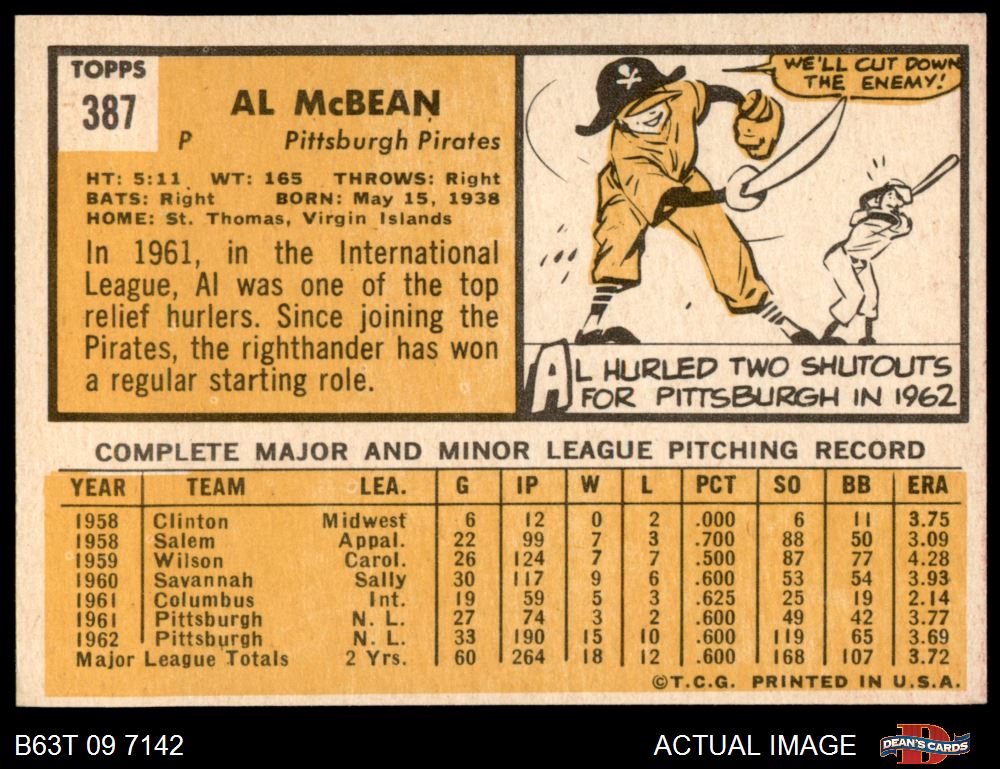 TOPPS
387
AL McBEAN
P Pittsburgh Pirates
HT: 5:11 WT: 165 THROWS: Right
BATS: Right BORN: May 15, 1938
HOME: St. Thomas, Virgin Islands
In 1961, in the International
League, Al was one of the top
relief hurlers. Since joining the
Pirates, the righthander has won
a regular starting role.
WE'LL CUT DOWN
THE ENEMY!
AL HURLED TWO SHUTOUTS
FOR PITTSBURGH IN 1962
COMPLETE MAJOR AND MINOR LEAGUE PITCHING RECORD
YEAR TEAM LEA. G IP W L PCT SO BB ERA
1958 Clinton Midwest 6 12 0 2 .000 6 11 3.75
1958 Salem Appal. 22 99 7 3 .700 88 50 3.09
1959 Wilson Carol. 26 124 7 7 .500 87 77 4.28
1960 Savannah Sally 30 117 9 6 .600 53 54 3.93
1961 Columbus Int. 19 59 5 3 .625 25 19 2.14
1961 Pittsburgh N. L. 27 74 3 2 .600 49 42 3.77
1962 Pittsburgh N. L. 33 190 15 10 .600 119 65 3.69
Major League Totals 2 Yrs. 60 264 18 12 .600 168 107 3.72
©T.C.G. PRINTED IN U.S.A.
B63T 09 7142 ACTUAL IMAGE DEAN'S CARDS